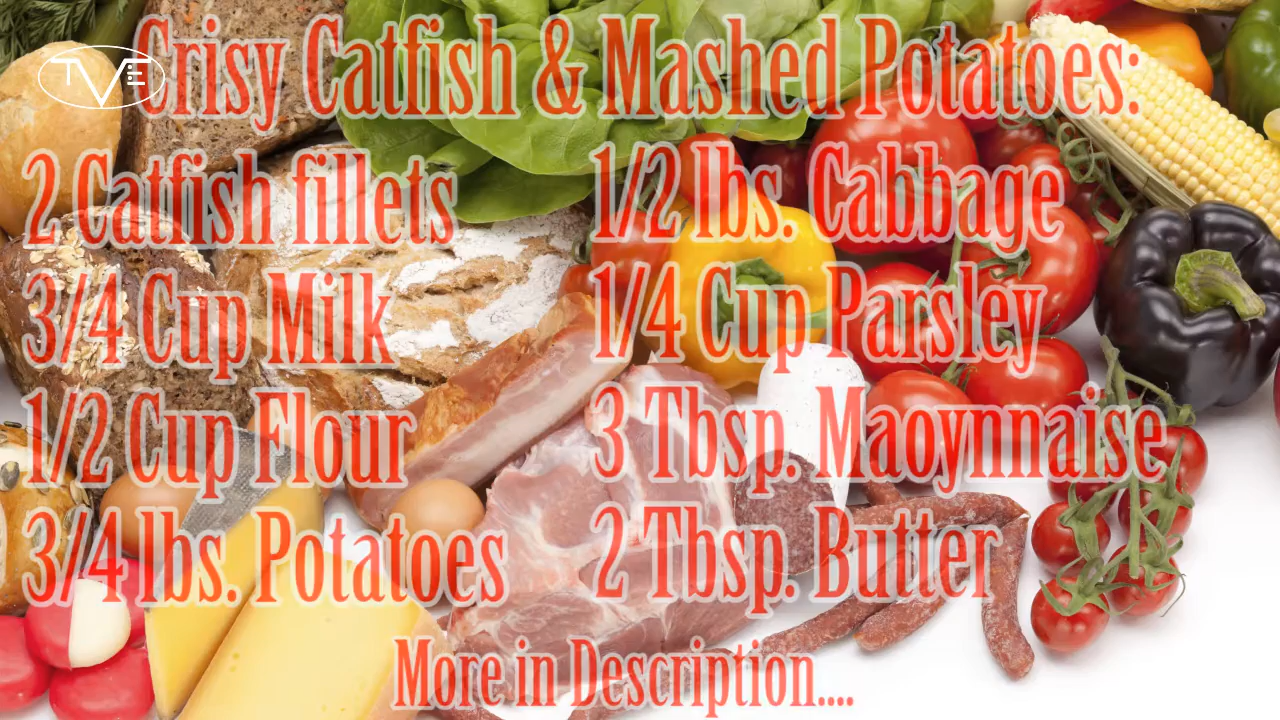 TVE
Crisy Catfish & Mashed Potatoes:
2 Catfish fillets
3/4 Cup Milk
1/2 Cup Flour
3/4 lbs. Potatoes
1/2 lbs. Cabbage
1/4 Cup Parsley
3 Tbsp. Maoynnaise
2 Tbsp. Butter
More in Description....